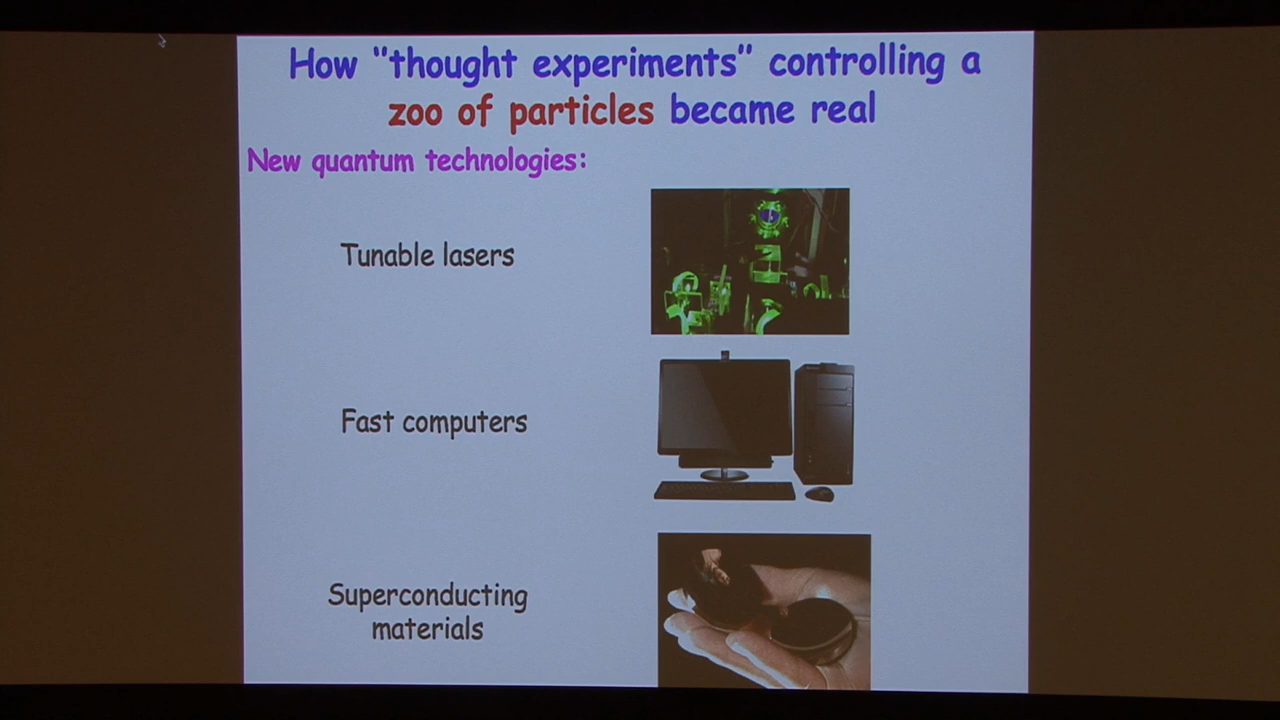 How "thought experiments" controlling a
zoo of particles became real
New quantum technologies:
Tunable lasers
Fast computers
Superconducting
materials